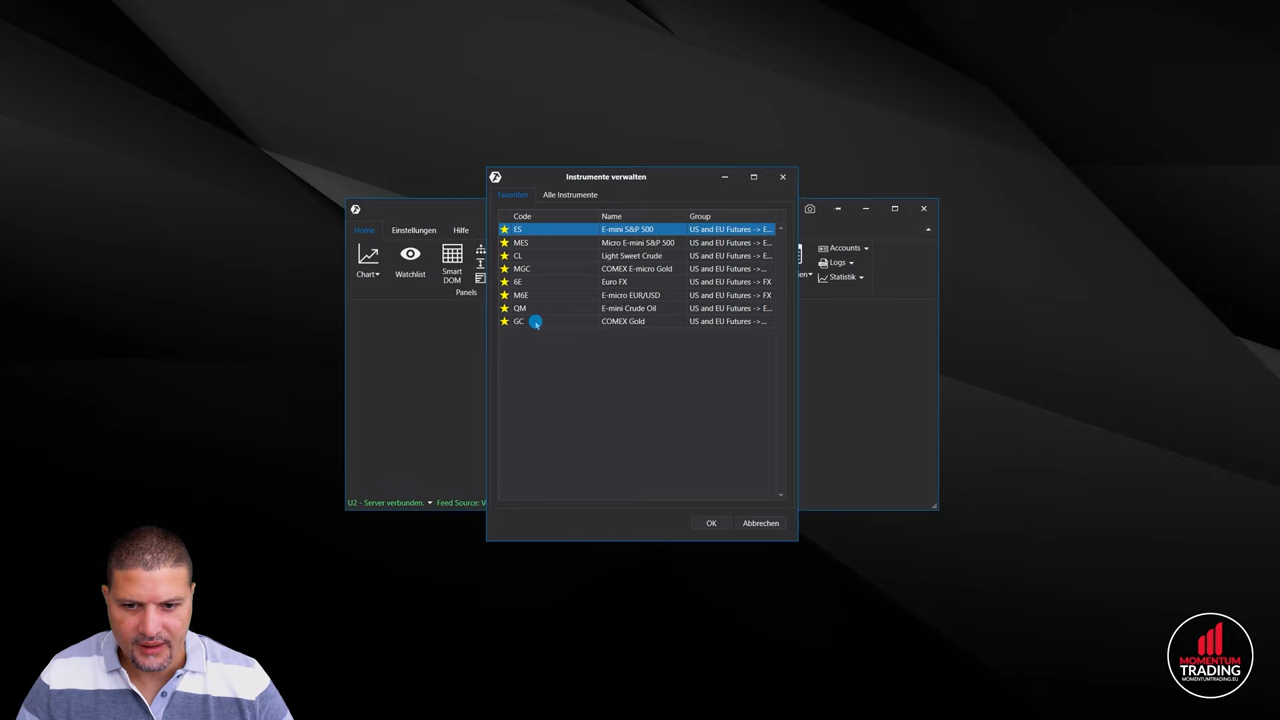 Instrumente verwalten
Favoriten
Alle Instrumente
Code Name Group
ES E-mini S&P 500 US and EU Futures -> E...
MES Micro E-mini S&P 500 US and EU Futures -> E...
CL Light Sweet Crude US and EU Futures -> E...
MGC COMEX E-micro Gold US and EU Futures ->...
6E Euro FX US and EU Futures -> FX
M6E E-micro EUR/USD US and EU Futures -> FX
QM E-mini Crude Oil US and EU Futures -> E...
GC COMEX Gold US and EU Futures ->...
OK Abbrechen
Home Einstellungen Hilfe
Chart
Watchlist
Smart
DOM
Panels
Accounts
Logs
Statistik
U2 - Server verbunden. Feed Source:
MOMENTUM
TRADING
MOMENTUMTRADING.EU